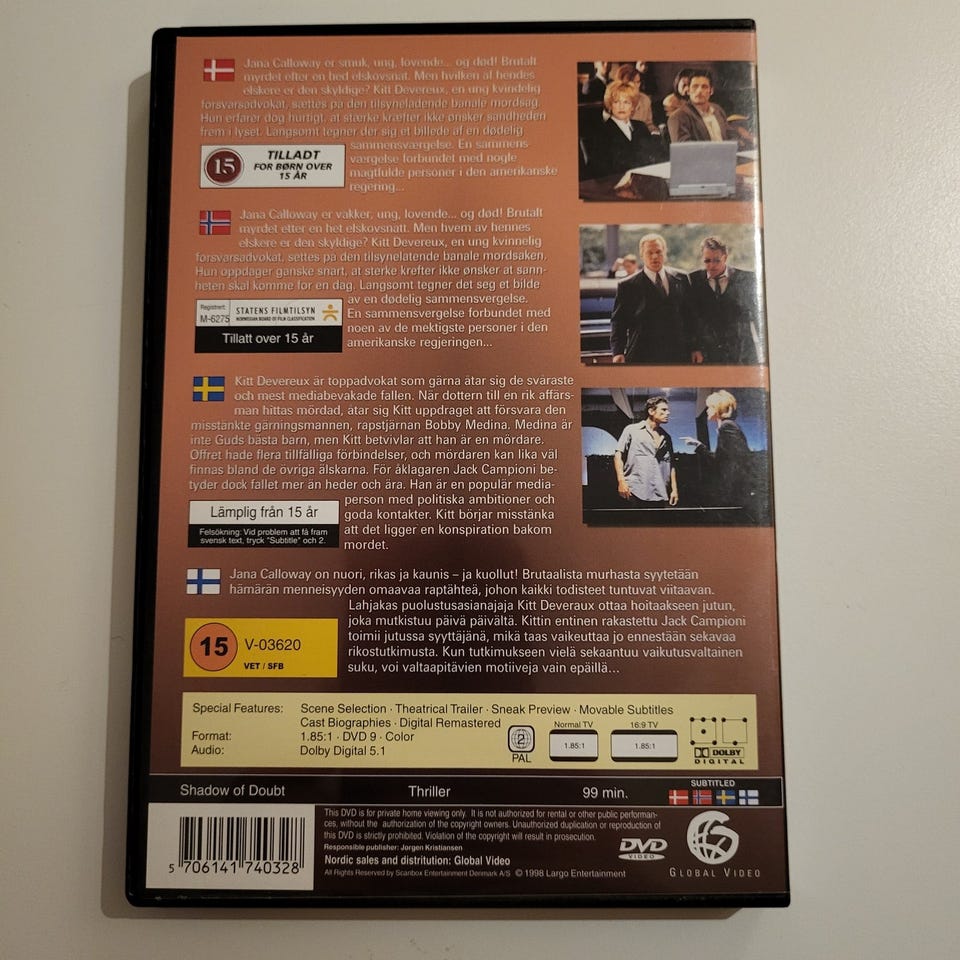 Jana Calloway er smuk, ung, lovende... og død! Brutalt
myrdet efter en hed elskovsnat. Men hvilken af hendes
elskere er den skyldige? Kitt Devereux, en ung kvindelig
forsvarsadvokat, sættes på den tilsyneladende banale mordsag.
Hun erfarer dog hurtigt, at stærke kræfter ikke ønsker sandheden
frem i lyset. Langsomt tegner der sig et billede af en dødelig
sammensværgelse. En sammens-
værgelse forbundet med nogle
magtfulde personer i den amerikanske
regering...
15
TILLADT
FOR BØRN OVER
15 ÅR
Jana Calloway er vakker, ung, lovende... og død! Brutalt
myrdet etter en het elskovsnatt. Men hvem av hennes
elskere er den skyldige? Kitt Devereux, en ung kvinnelig
forsvarsadvokat, settes på den tilsynelatende banale mordsaken.
Hun oppdager ganske snart, at sterke krefter ikke ønsker at sann-
heten skal komme for en dag. Langsomt tegner det seg et bilde
av en dødelig sammensvergelse.
En sammensvergelse forbundet med
noen av de mektigste personer i den
amerikanske regjeringen...
Registrert
M-6275
STATENS FILMTILSYN
NORWEGIAN BOARD OF FILM CLASSIFICATION
Tillatt over 15 år
Kitt Devereux är toppadvokat som gärna åtar sig de svåraste
och mest mediabevakade fallen. När dottern till en rik affärs-
man hittas mördad, åtar sig Kitt uppdraget att försvara den
misstänkte gärningsmannen, rapstjärnan Bobby Medina. Medina är
inte Guds bästa barn, men Kitt betvivlar att han är en mördare.
Offret hade flera tillfälliga förbindelser, och mördaren kan lika väl
finnas bland de övriga älskarna. För åklagaren Jack Campioni be-
tyder dock fallet mer än heder och ära. Han är en populär media-
person med politiska ambitioner och
goda kontakter. Kitt börjar misstänka
att det ligger en konspiration bakom
mordet.
Lämplig från 15 år
Felsökning: Vid problem att få fram
svensk text, tryck "Subtitle" och 2.
Jana Calloway on nuori, rikas ja kaunis – ja kuollut! Brutaalista murhasta syytetään
hämärän menneisyyden omaavaa raptähteä, johon kaikki todisteet tuntuvat viitaavan.
Lahjakas puolustusasianajaja Kitt Deveraux ottaa hoitaakseen jutun,
joka mutkistuu päivä päivältä. Kittin entinen rakastettu Jack Campioni
toimii jutussa syyttäjänä, mikä taas vaikeuttaa jo ennestään sekavaa
rikostutkimusta. Kun tutkimukseen vielä sekaantuu vaikutusvaltainen
suku, voi valtaapitävien motiiveja vain epäillä...
15
V-03620
VET / SFB
Special Features: Scene Selection · Theatrical Trailer · Sneak Preview · Movable Subtitles
Cast Biographies · Digital Remastered
Format: 1.85:1 · DVD 9 · Color
Audio: Dolby Digital 5.1
2
PAL
Normal TV
1.85:1
16:9 TV
1.85:1
DOLBY
DIGITAL
Shadow of Doubt Thriller 99 min.
SUBTITLED
5 706141 740328
This DVD is for private home viewing only. It is not authorized for rental or other public performan-
ces, without the authorization of the copyright owners. Unauthorized duplication or reproduction of
this DVD is strictly prohibited. Violation of the copyright will result in prosecution.
Responsible publisher: Jorgen Kristiansen
Nordic sales and distribution: Global Video
All Rights Reserved by Scanbox Entertainment Denmark A/S © 1998 Largo Entertainment
DVD
VIDEO
GLOBAL VIDEO